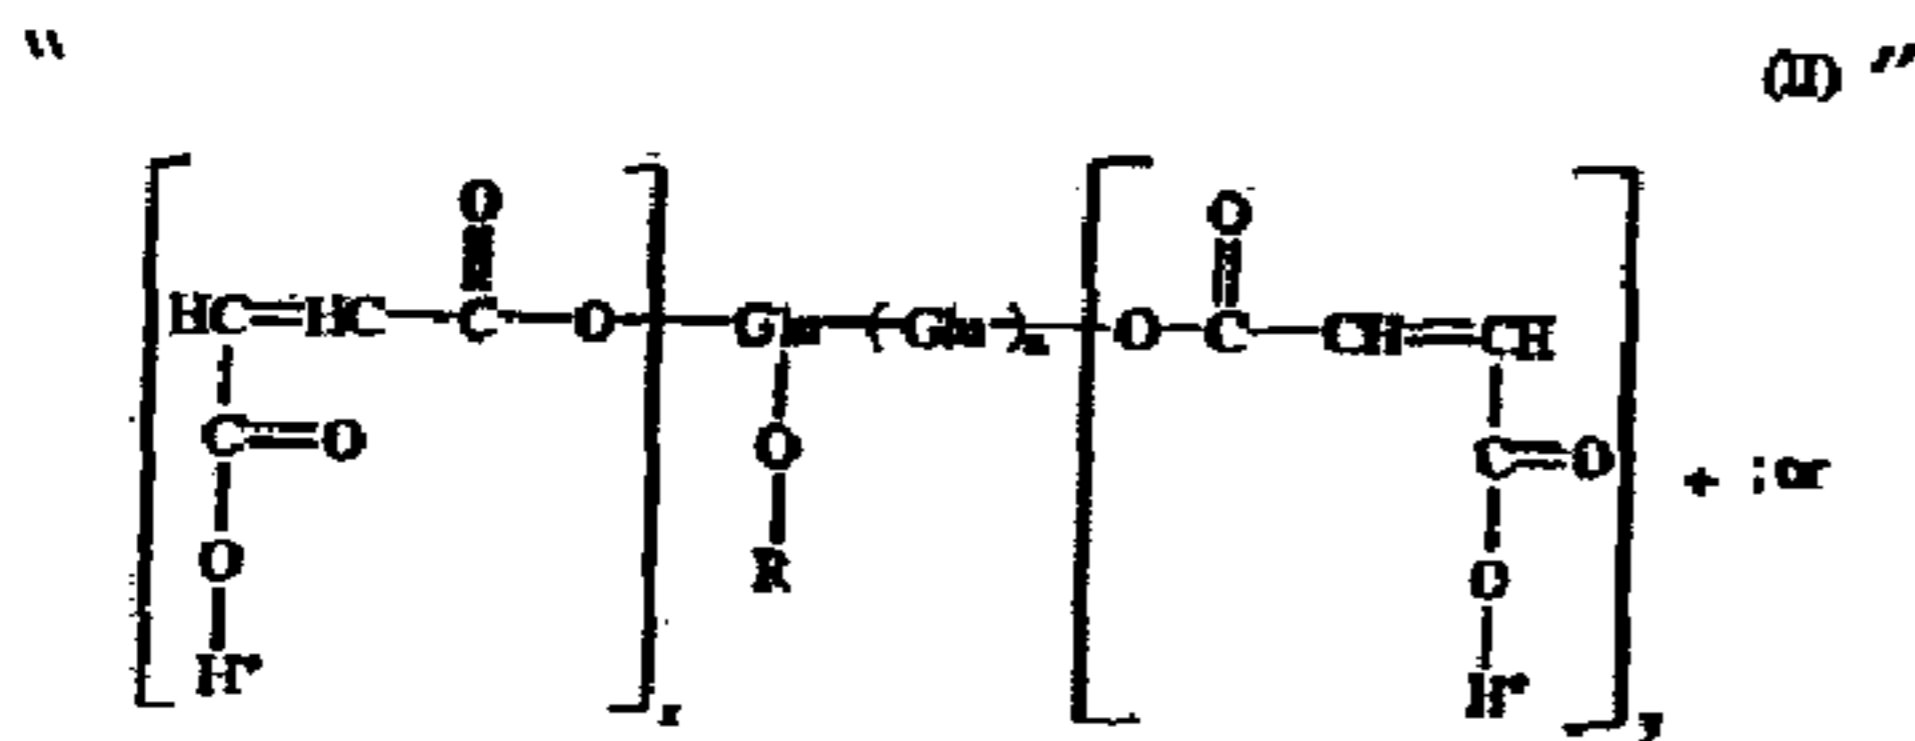 “ (II) ”
O O
HC=HC—C—O—Glu—(Glu)n—O—C—CH=CH
C=O O C=O
+ ; or
O R O
H+ H+
x y